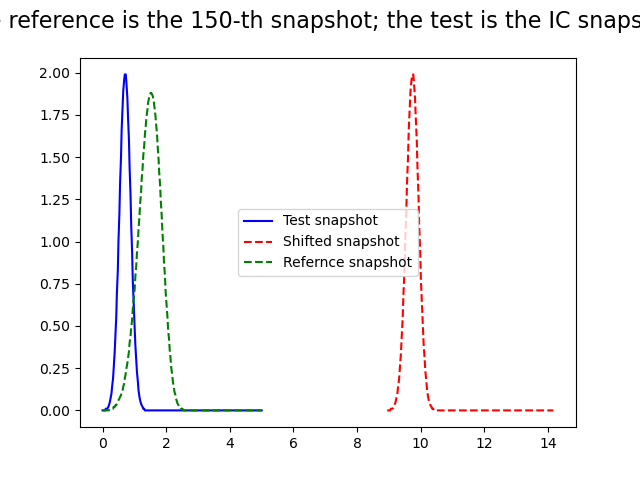 reference is the 150-th snapshot; the test is the IC snaps
2.00
1.75
1.50
1.25
1.00
0.75
0.50
0.25
0.00
Test snapshot
Shifted snapshot
Refernce snapshot
0 2 4 6 8 10 12 14